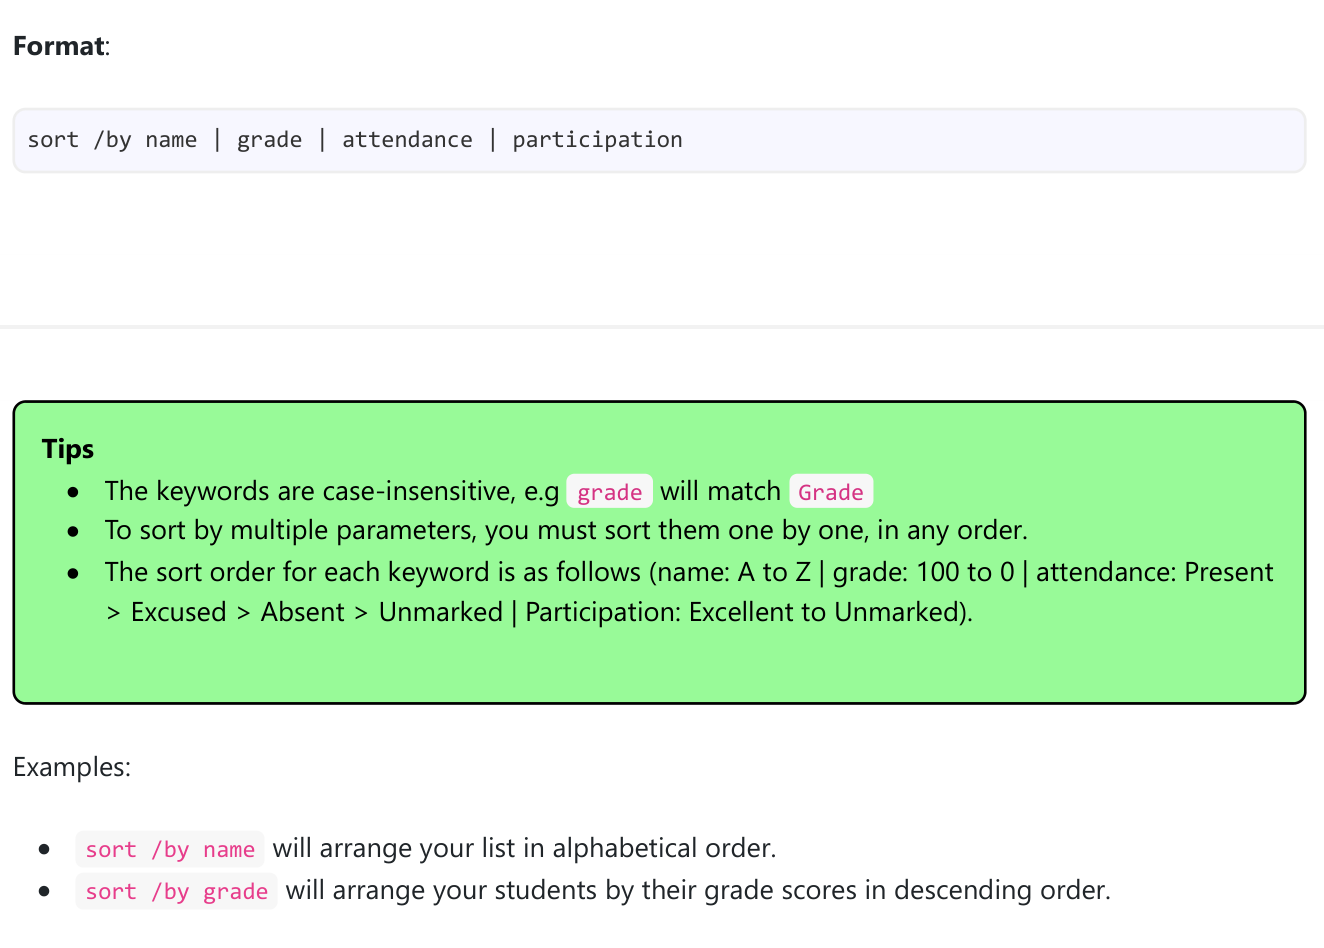 Format:
sort /by name | grade | attendance | participation
Tips
● The keywords are case-insensitive, e.g grade will match Grade
● To sort by multiple parameters, you must sort them one by one, in any order.
● The sort order for each keyword is as follows (name: A to Z | grade: 100 to 0 | attendance: Present
> Excused > Absent > Unmarked | Participation: Excellent to Unmarked).
Examples:
● sort /by name will arrange your list in alphabetical order.
● sort /by grade will arrange your students by their grade scores in descending order.